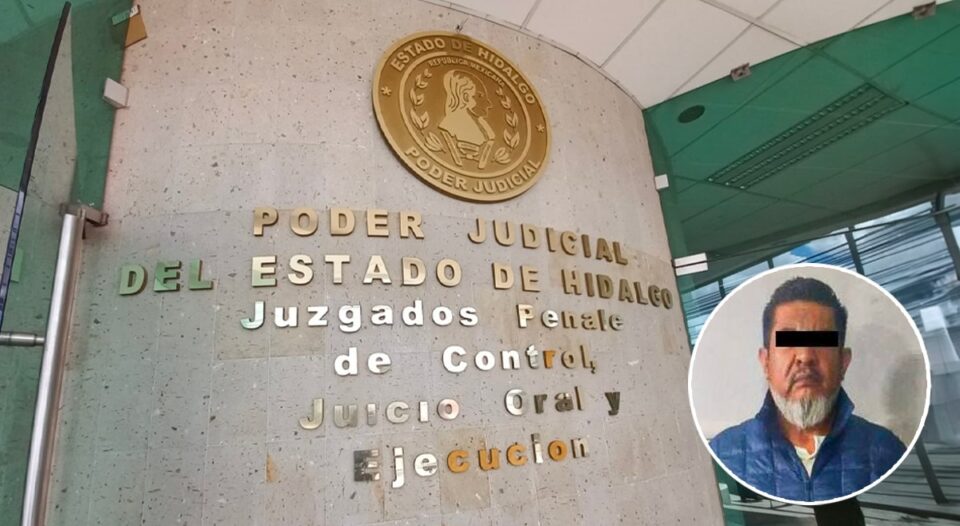 ESTADO DE HIDALGO
REPÚBLICA MEXICANA
PODER JUDICIAL
PODER JUDICIAL
DEL ESTADO DE HIDALGO
Juzgados Penale
de Control,
Juicio Oral y
Ejecucion